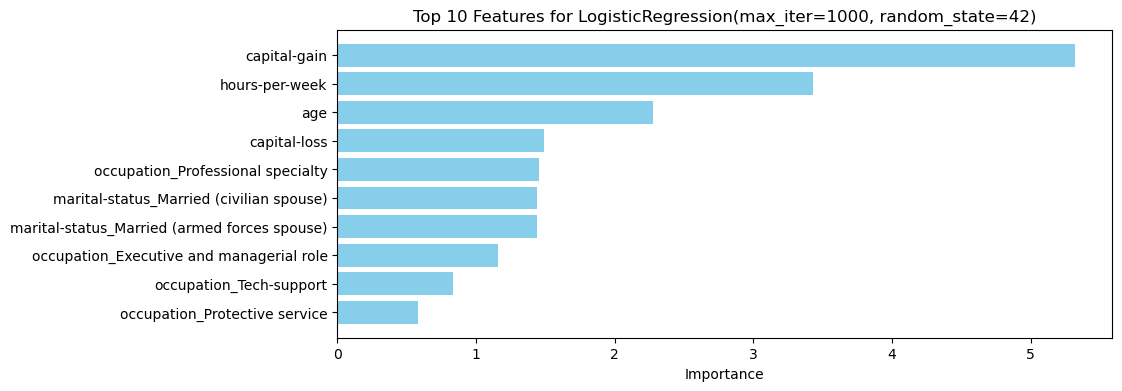 Top 10 Features for LogisticRegression(max_iter=1000, random_state=42)
capital-gain
hours-per-week
age
capital-loss
occupation_Professional specialty
marital-status_Married (civilian spouse)
marital-status_Married (armed forces spouse)
occupation_Executive and managerial role
occupation_Tech-support
occupation_Protective service
0 1 2 3 4 5
Importance